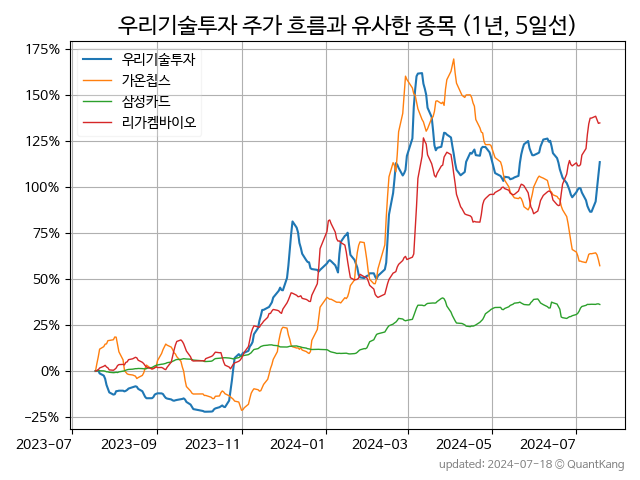 우리기술투자 주가 흐름과 유사한 종목 (1년, 5일선)
175%
150%
125%
100%
75%
50%
25%
0%
−25%
우리기술투자
가온칩스
삼성카드
리가켐바이오
2023-07
2023-09
2023-11
2024-01
2024-03
2024-05
2024-07
updated: 2024-07-18 © QuantKang